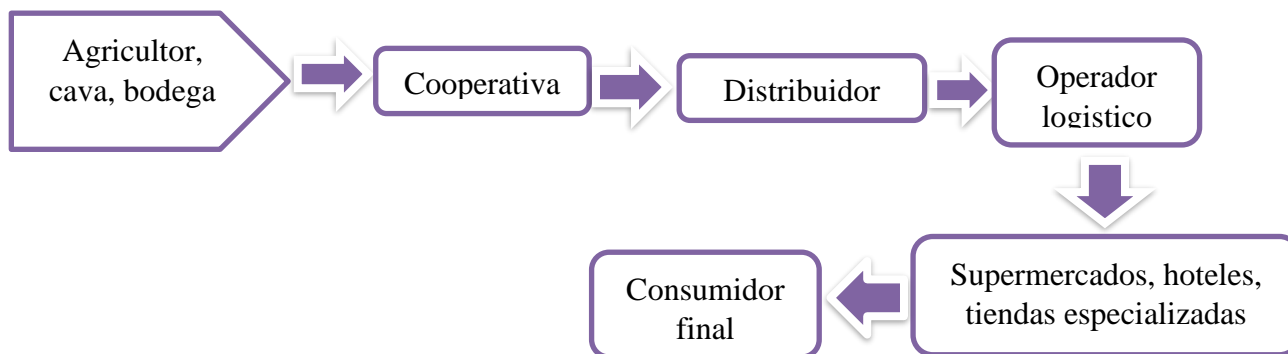 Agricultor,
cava, bodega
Cooperativa
Distribuidor
Operador
logistico
Supermercados, hoteles,
tiendas especializadas
Consumidor
final